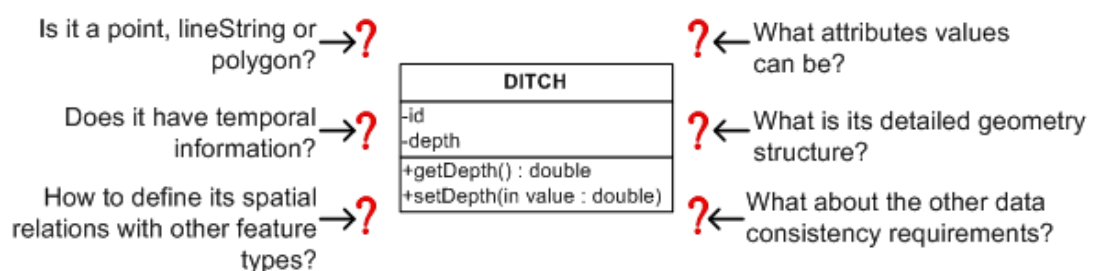 Is it a point, lineString or
polygon?
Does it have temporal
information?
How to define its spatial
relations with other feature
types?
DITCH
-id
-depth
+getDepth() : double
+setDepth(in value : double)
What attributes values
can be?
What is its detailed geometry
structure?
What about the other data
consistency requirements?